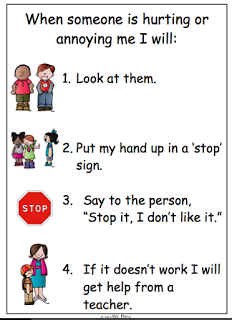 When someone is hurting or
annoying me I will:
1. Look at them.
2. Put my hand up in a 'stop'
sign.
STOP
3. Say to the person,
"Stop it, I don't like it."
4. If it doesn't work I will
get help from a
teacher.